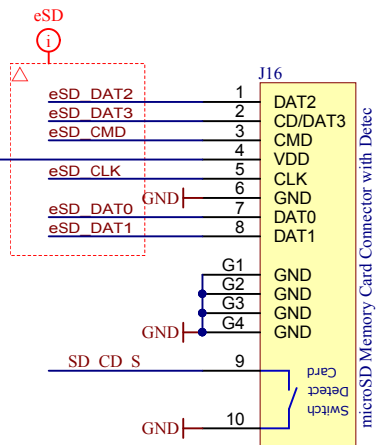 eSD
i
J16
eSD_DAT2 1 DAT2
eSD_DAT3 2 CD/DAT3
eSD_CMD 3 CMD
4 VDD
eSD_CLK 5 CLK
GND 6 GND
eSD_DAT0 7 DAT0
eSD_DAT1 8 DAT1
G1 GND
G2 GND
G3 GND
GND G4 GND
SD_CD_S 9
Card
Detect
Switch
GND 10
microSD Memory Card Connector with Detec